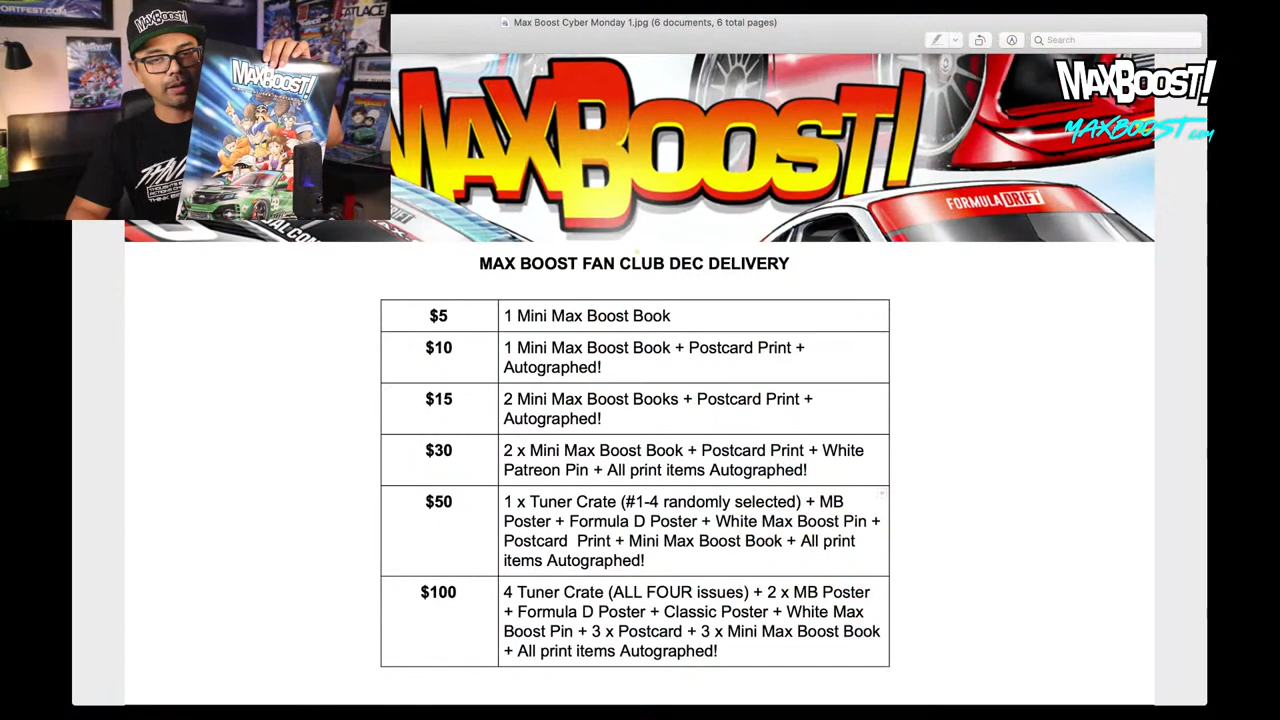 Max Boost Cyber Monday 1.jpg (6 documents, 6 total pages)
Search
PORTFEST.COM
MAXBOOST!
FATLACE
MAXBOOST!
MAXBOOST!
MAXBOOST!
MAXBOOST.COM
FORMULA DRIFT
MAX BOOST FAN CLUB DEC DELIVERY
$5 1 Mini Max Boost Book
$10 1 Mini Max Boost Book + Postcard Print +
Autographed!
$15 2 Mini Max Boost Books + Postcard Print +
Autographed!
$30 2 x Mini Max Boost Book + Postcard Print + White
Patreon Pin + All print items Autographed!
$50 1 x Tuner Crate (#1-4 randomly selected) + MB
Poster + Formula D Poster + White Max Boost Pin +
Postcard Print + Mini Max Boost Book + All print
items Autographed!
$100 4 Tuner Crate (ALL FOUR issues) + 2 x MB Poster
+ Formula D Poster + Classic Poster + White Max
Boost Pin + 3 x Postcard + 3 x Mini Max Boost Book
+ All print items Autographed!